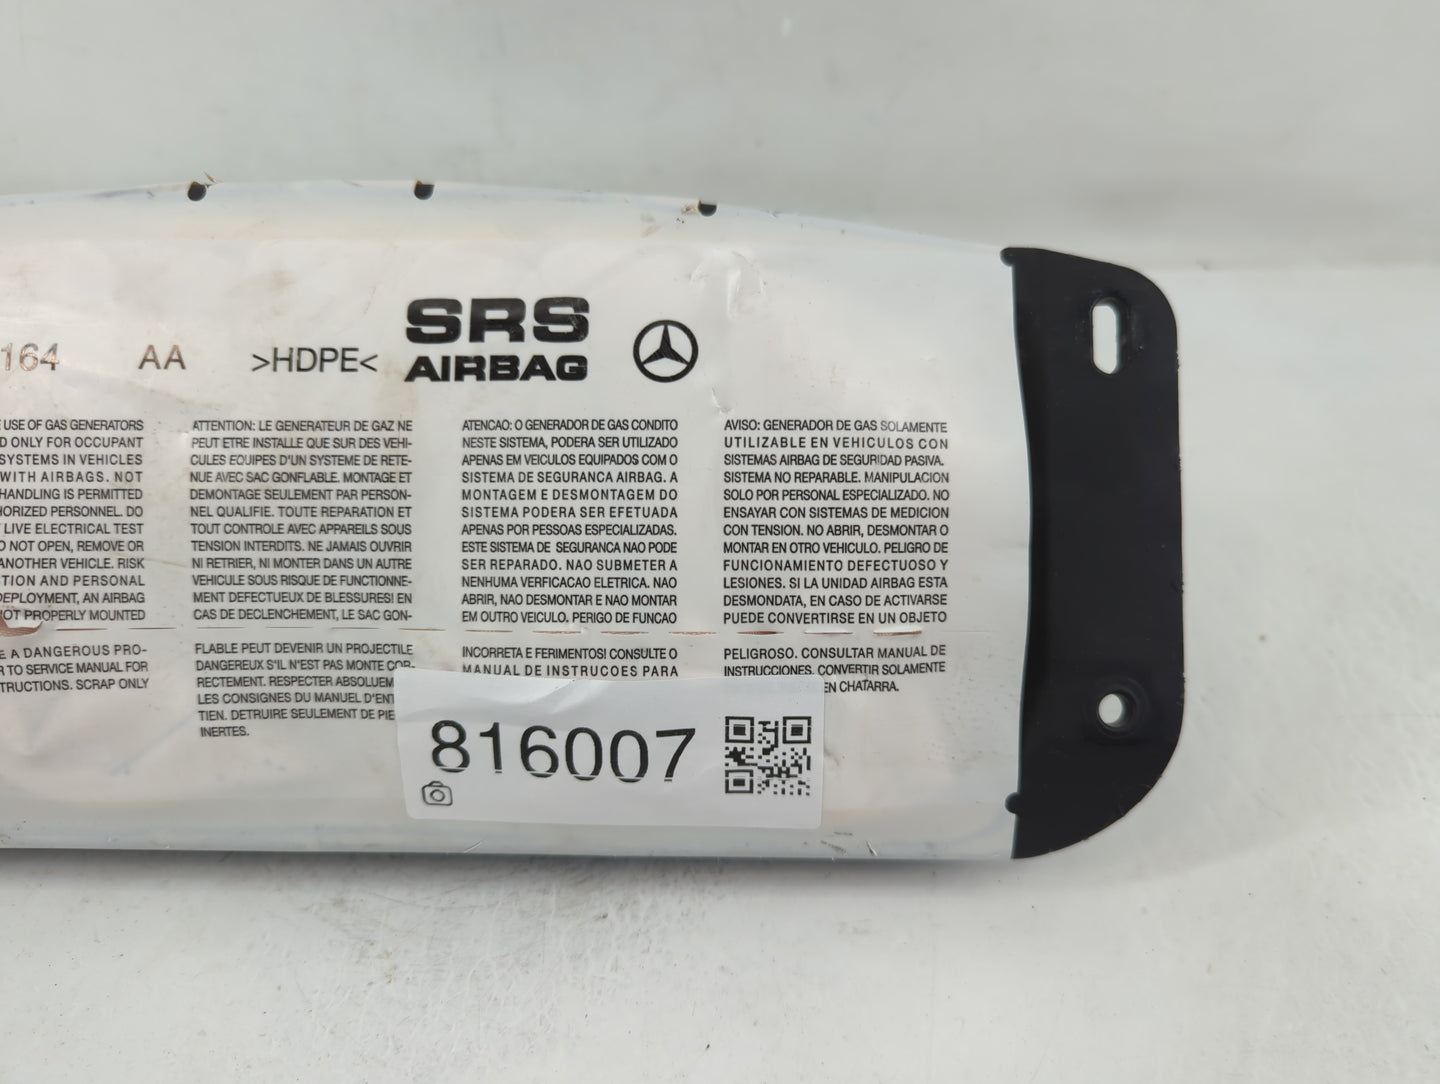 SRS
AIRBAG
164 AA >HDPE<
USE OF GAS GENERATORS
ONLY FOR OCCUPANT
SYSTEMS IN VEHICLES
WITH AIRBAGS. NOT
HANDLING IS PERMITTED
PERSONNEL. DO
LIVE ELECTRICAL TEST
NOT OPEN, REMOVE OR
ANOTHER VEHICLE. RISK
AND PERSONAL
DEPLOYMENT, AN AIRBAG
NOT PROPERLY MOUNTED
A DANGEROUS PRO-
TO SERVICE MANUAL FOR
SCRAP ONLY
ATTENTION: LE GENERATEUR DE GAZ NE
PEUT ETRE INSTALLE QUE SUR DES VEHI-
CULES EQUIPES D'UN SYSTEME DE RETE-
NUE AVEC SAC GONFLABLE. MONTAGE ET
DEMONTAGE SEULEMENT PAR PERSON-
NEL QUALIFIE. TOUTE REPARATION ET
TOUT CONTROLE AVEC APPAREILS SOUS
TENSION INTERDITS. NE JAMAIS OUVRIR
NI RETRIER, NI MONTER DANS UN AUTRE
VEHICULE SOUS RISQUE DE FUNCTIONNE-
MENT DEFECTUEUX DE BLESSURES! EN
CAS DE DECLENCHEMENT, LE SAC GON-
FLABLE PEUT DEVENIR UN PROJECTILE
DANGEREUX S'IL N'EST PAS MONTE COR-
RECTEMENT. RESPECTER ABSOLUEM
LES CONSIGNES DU MANUEL D'ENT
TIEN. DETRUIRE SEULEMENT DE PIE
INERTES.
ATENCAO: O GENERADOR DE GAS CONDITO
NESTE SISTEMA, PODERA SER UTILIZADO
APENAS EM VEICULOS EQUIPADOS COM O
SISTEMA DE SEGURANCA AIRBAG. A
MONTAGEM E DESMONTAGEM DO
SISTEMA PODERA SER EFETUADA
APENAS POR PESSOAS ESPECIALIZADAS.
ESTE SISTEMA DE SEGURANCA NAO PODE
SER REPARADO. NAO SUBMETER A
NENHUMA VERIFICACAO ELETRICA. NAO
ABRIR, NAO DESMONTAR E NAO MONTAR
EM OUTRO VEICULO. PERIGO DE FUNCAO
INCORRETA E FERIMENTOS! CONSULTE O
MANUAL DE INSTRUCOES PARA
AVISO: GENERADOR DE GAS SOLAMENTE
UTILIZABLE EN VEHICULOS CON
SISTEMAS AIRBAG DE SEGURIDAD PASIVA.
SISTEMA NO REPARABLE. MANIPULACION
SOLO POR PERSONAL ESPECIALIZADO. NO
ENSAYAR CON SISTEMAS DE MEDICION
CON TENSION. NO ABRIR, DESMONTAR O
MONTAR EN OTRO VEHICULO. PELIGRO DE
FUNCIONAMIENTO DEFECTUOSO Y
LESIONES. SI LA UNIDAD AIRBAG ESTA
DESMONDATA, EN CASO DE ACTIVARSE
PUEDE CONVERTIRSE EN UN OBJETO
PELIGROSO. CONSULTAR MANUAL DE
INSTRUCCIONES. CONVERTIR SOLAMENTE
EN CHATARRA.
816007